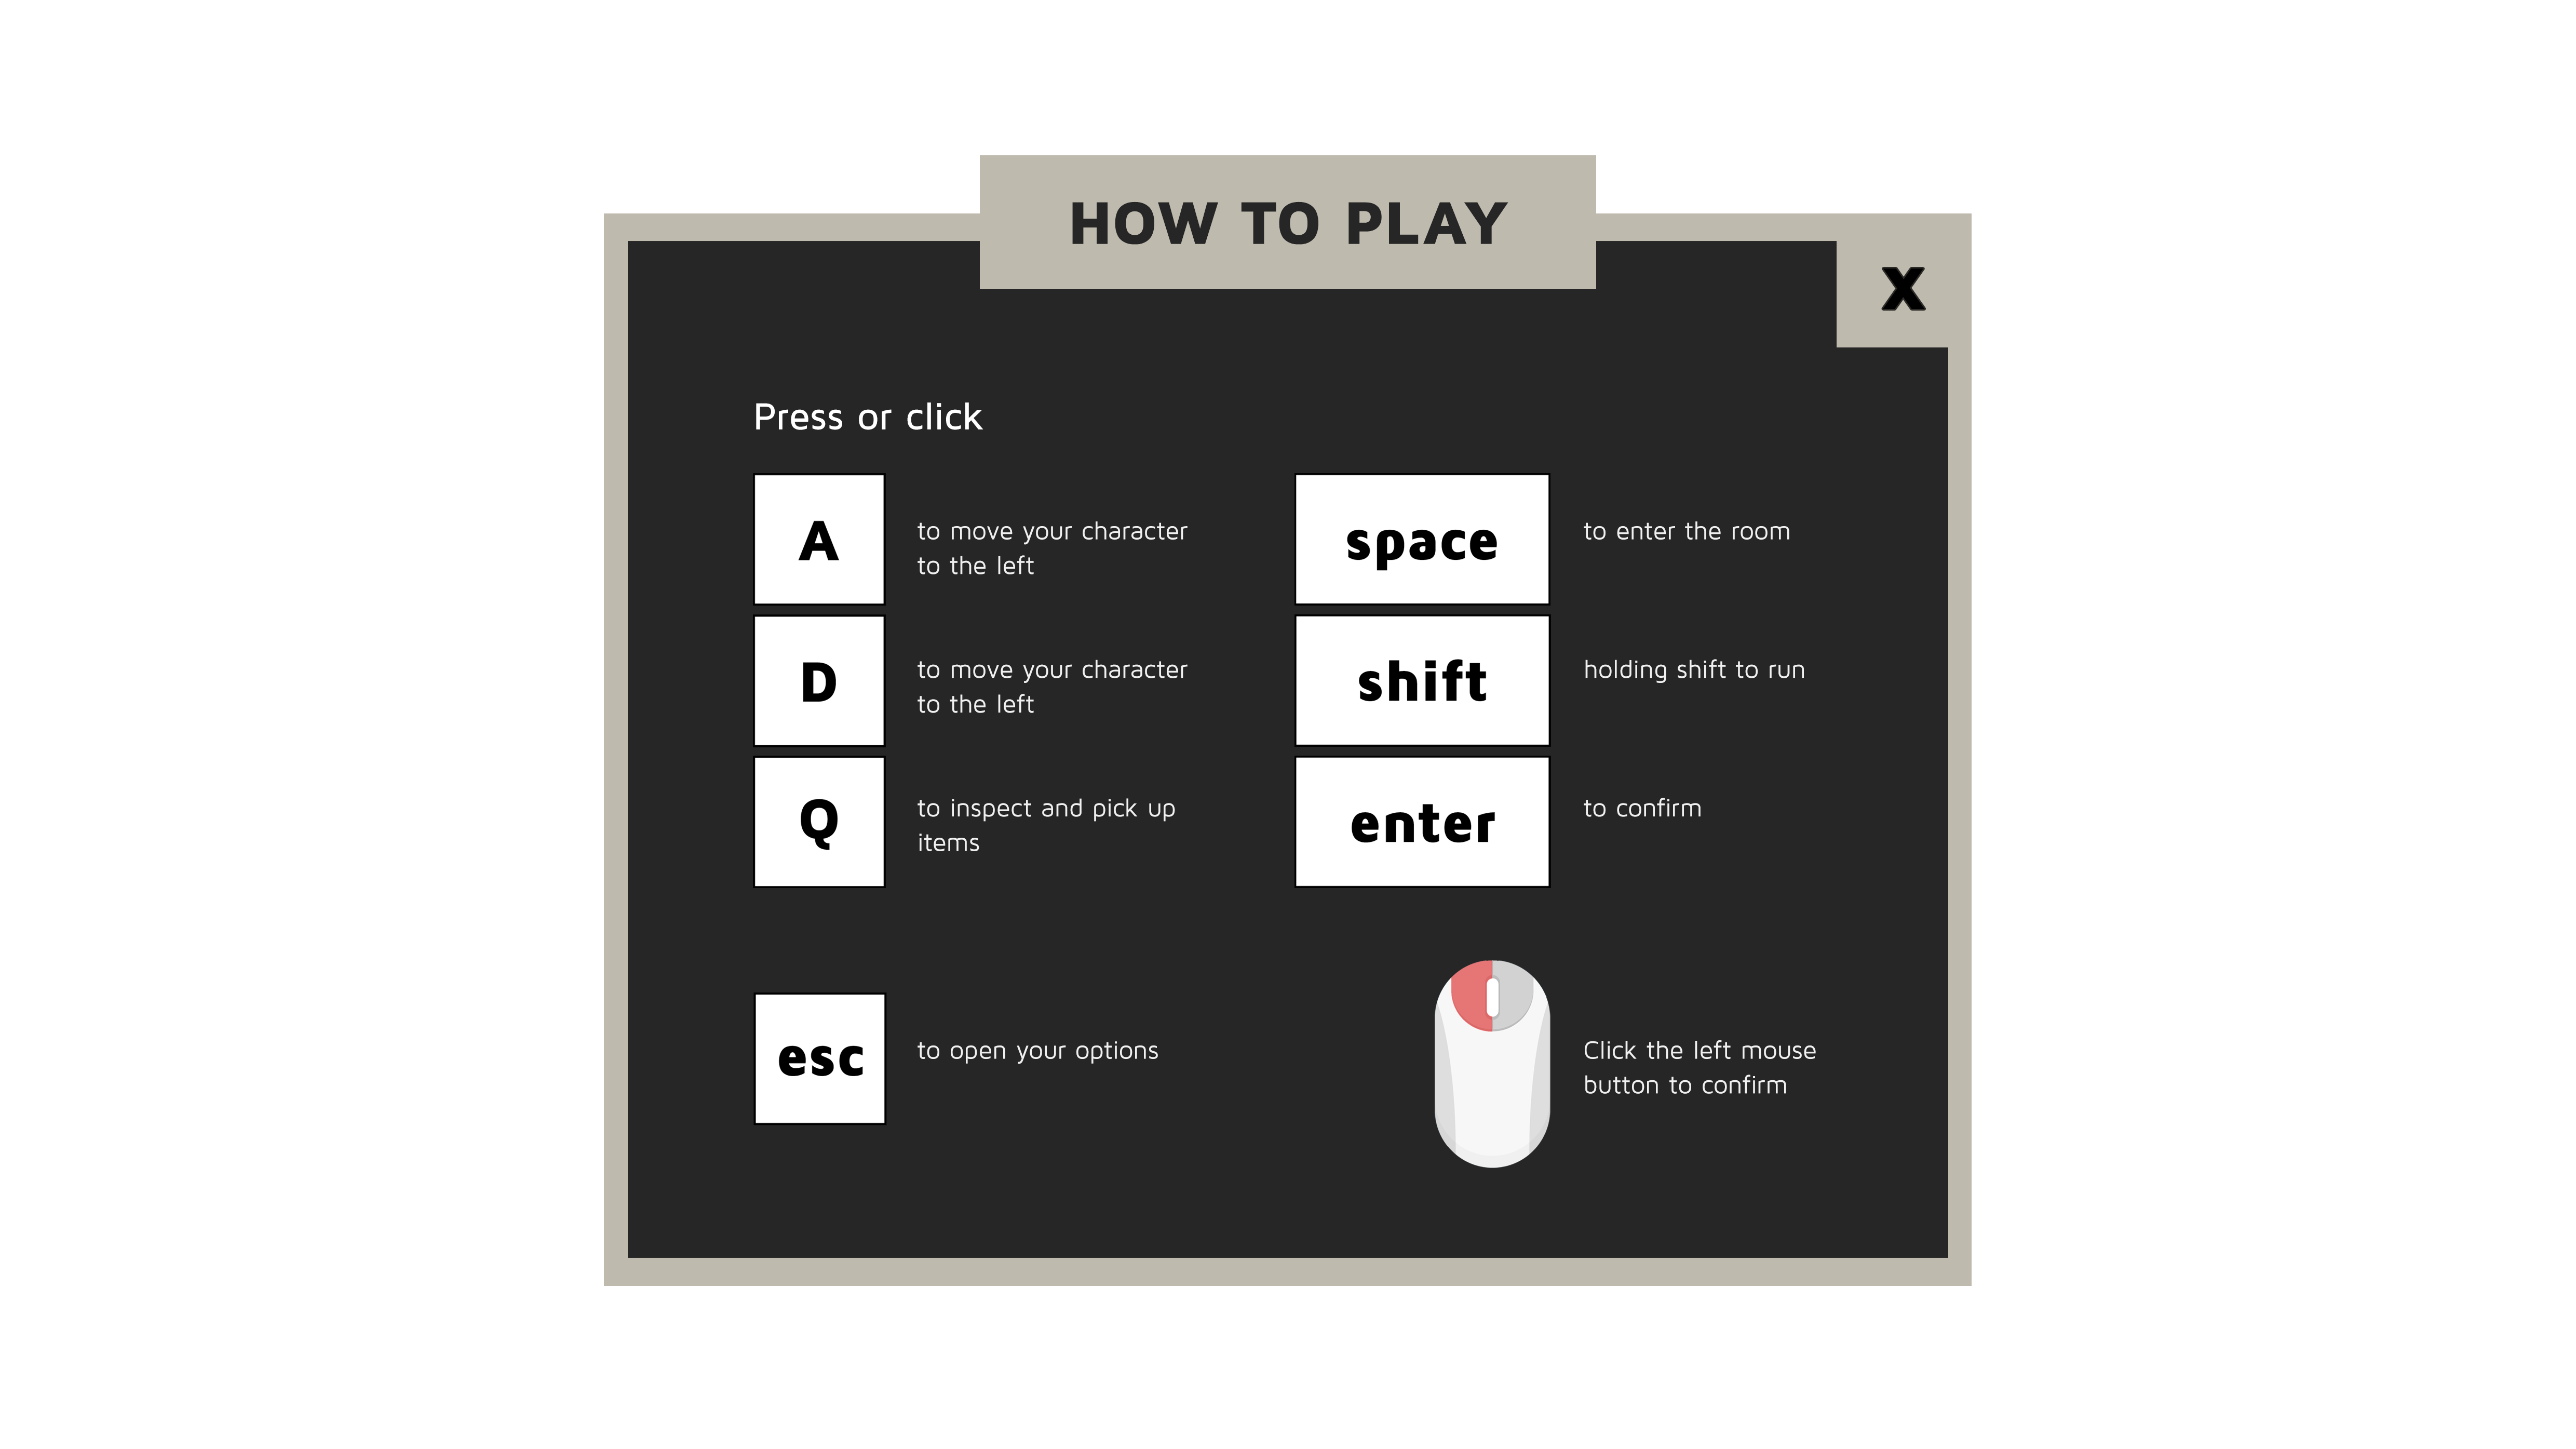 HOW TO PLAY
X
Press or click
A
to move your character
to the left
D
to move your character
to the left
Q
to inspect and pick up
items
space
to enter the room
shift
holding shift to run
enter
to confirm
esc
to open your options
Click the left mouse
button to confirm